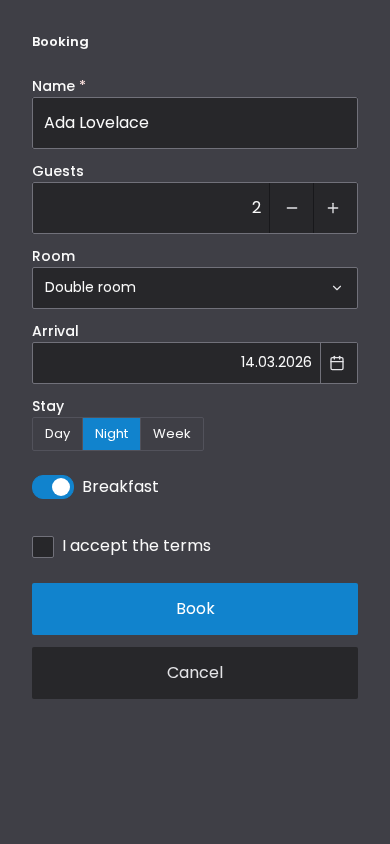 Booking
Name *
Ada Lovelace
Guests
2
Room
Double room
Arrival
14.03.2026
Stay
Day Night Week
Breakfast
I accept the terms
Book
Cancel